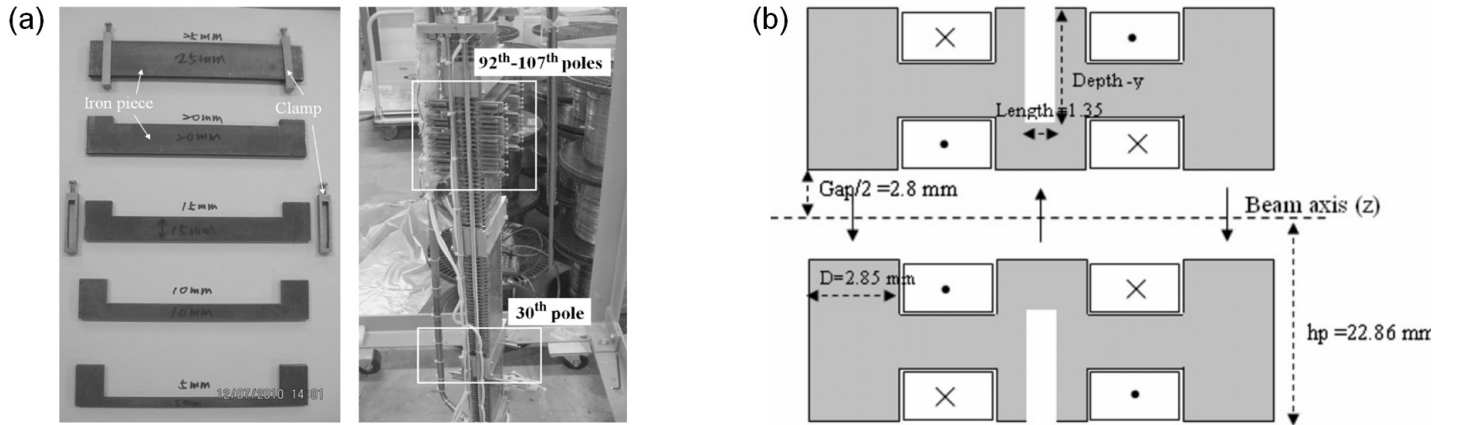 (a)
25mm
25mm
Iron piece
Clamp
20mm
20mm
15mm
15mm
10mm
10mm
5mm
5mm
12/07/2010 14:01
92th-107th poles
30th pole
(b)
Depth -y
Length =1.35
Gap/2 =2.8 mm
Beam axis (z)
D=2.85 mm
hp =22.86 mm